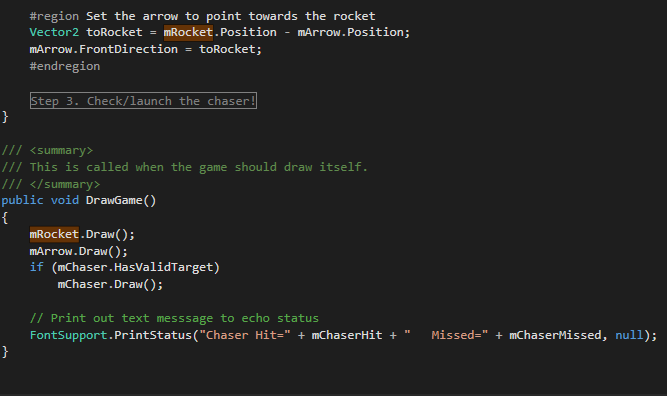 #region Set the arrow to point towards the rocket
Vector2 toRocket = mRocket.Position - mArrow.Position;
mArrow.FrontDirection = toRocket;
#endregion
Step 3. Check/launch the chaser!
}
/// <summary>
/// This is called when the game should draw itself.
/// </summary>
public void DrawGame()
{
mRocket.Draw();
mArrow.Draw();
if (mChaser.HasValidTarget)
mChaser.Draw();
// Print out text messsage to echo status
FontSupport.PrintStatus("Chaser Hit=" + mChaserHit + "   Missed=" + mChaserMissed, null);
}